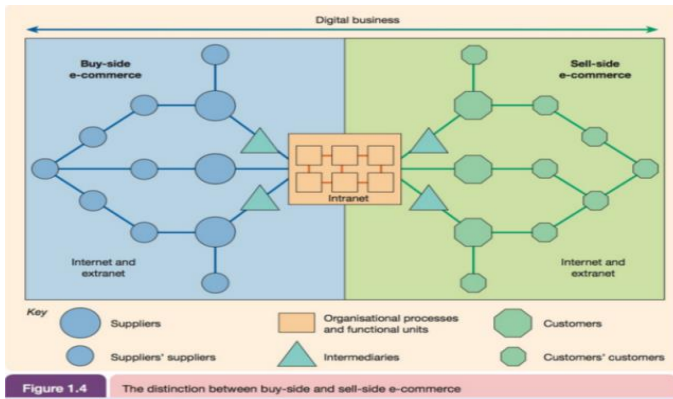 Digital business
Buy-side
e-commerce
Sell-side
e-commerce
Intranet
Internet and
extranet
Internet and
extranet
Key
Suppliers
Organisational processes
and functional units
Customers
Suppliers' suppliers
Intermediaries
Customers' customers
Figure 1.4
The distinction between buy-side and sell-side e-commerce